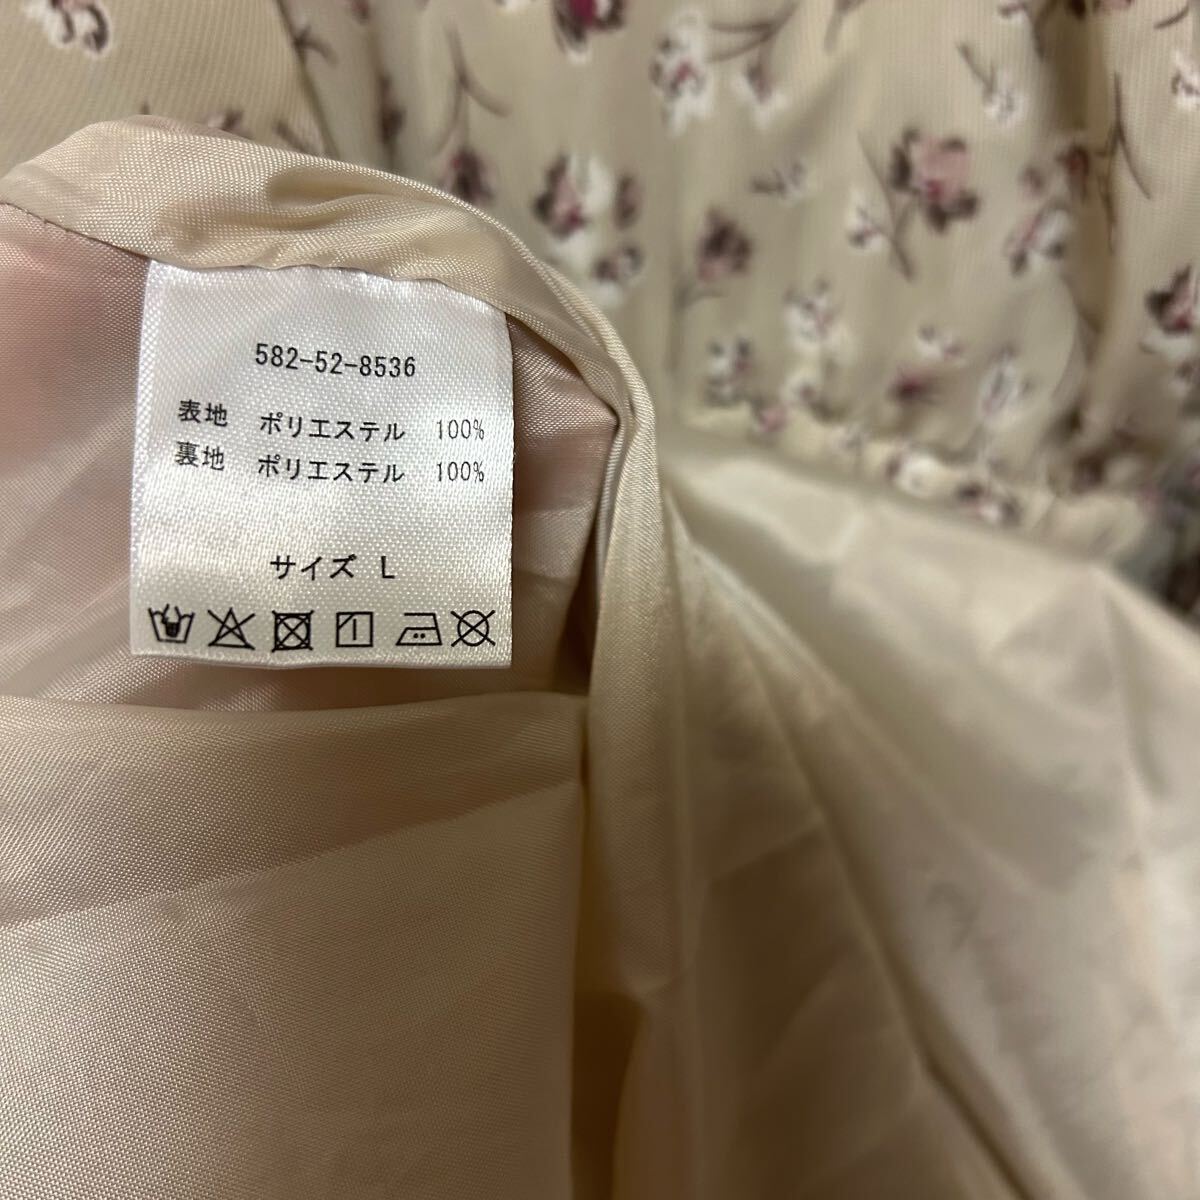 582-52-8536
表地 ポリエステル 100%
裏地 ポリエステル 100%
サイズ L